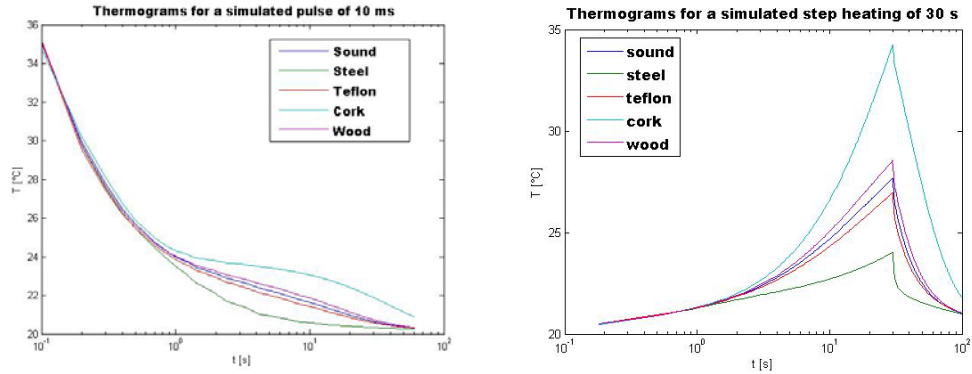 Thermograms for a simulated pulse of 10 ms
36
34
32
30
28
26
24
22
20
T [°C]
Sound
Steel
Teflon
Cork
Wood
10-1
100
101
102
t [s]
Thermograms for a simulated step heating of 30 s
35
30
25
20
T [°C]
sound
steel
teflon
cork
wood
10-1
100
101
102
t [s]